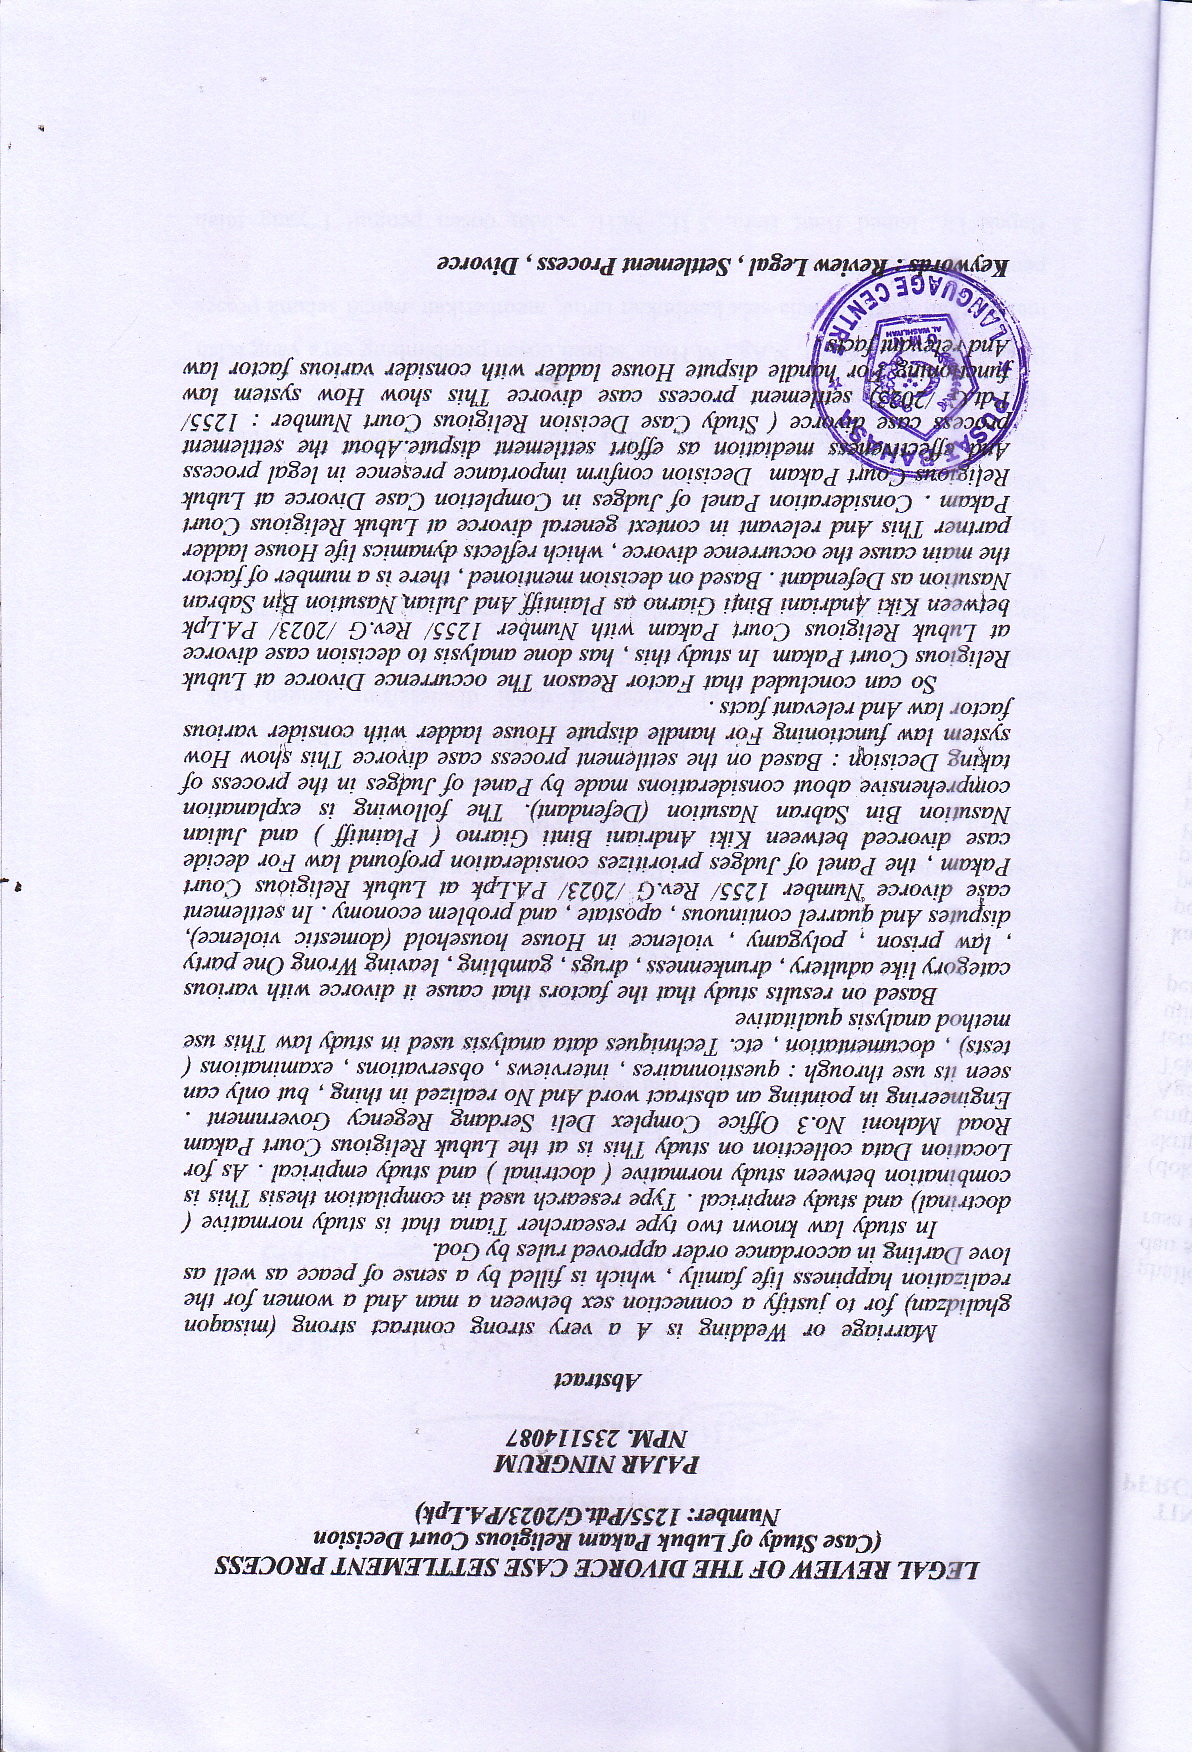 LEGAL REVIEW OF THE DIVORCE CASE SETTLEMENT PROCESS
(Case Study of Lubuk Pakam Religious Court Decision
Number: 1255/Pdt.G/2023/PA.Lpk)
PAJAR NINGRUM
NPM. 235114087
Abstract
Marriage or Wedding is A a very strong contract strong (misaqon
ghalidzan) for to justify a connection sex between a man And a women for the
realization happiness life family , which is filled by a sense of peace as well as
love Darling in accordance order approved rules by God.
In study law known two type researcher Tiana that is study normative (
doctrinal) and study empirical . Type research used in compilation thesis This is
combination between study normative ( doctrinal ) and study empirical . As for
Location Data collection on study This is at the Lubuk Religious Court Pakam
Road Mahoni No.3 Office Complex Deli Serdang Regency Government .
Engineering in pointing an abstract word And No realized in thing , but only can
seen its use through : questionnaires , interviews , observations , examinations (
tests) , documentation , etc. Techniques data analysis used in study law This use
method analysis qualitative
Based on results study that the factors that cause it divorce with various
category like adultery , drunkenness , drugs , gambling , leaving Wrong One party
, law prison , polygamy , violence in House household (domestic violence),
disputes And quarrel continuous , apostate , and problem economy . In settlement
case divorce Number 1255/ Rev.G /2023/ PA.Lpk at Lubuk Religious Court
Pakam , the Panel of Judges prioritizes consideration profound law For decide
case divorced between Kiki Andriani Binti Giarno ( Plaintiff ) and Julian
Nasution Bin Sabran Nasution (Defendant). The following is explanation
comprehensive about considerations made by Panel of Judges in the process of
taking Decision : Based on the settlement process case divorce This show How
system law functioning For handle dispute House ladder with consider various
factor law And relevant facts .
So can concluded that Factor Reason The occurrence Divorce at Lubuk
Religious Court Pakam In study this , has done analysis to decision case divorce
at Lubuk Religious Court Pakam with Number 1255/ Rev.G /2023/ PA.Lpk
between Kiki Andriani Binti Giarno as Plaintiff And Julian Nasution Bin Sabran
Nasution as Defendant . Based on decision mentioned , there is a number of factor
the main cause the occurrence divorce , which reflects dynamics life House ladder
partner This And relevant in context general divorce at Lubuk Religious Court
Pakam . Consideration Panel of Judges in Completion Case Divorce at Lubuk
Religious Court Pakam Decision confirm importance presence in legal process
And effectiveness mediation as effort settlement dispute.About the settlement
process case divorce ( Study Case Decision Religious Court Number : 1255/
Pdt.G /2023) settlement process case divorce This show How system law
functioning For handle dispute House ladder with consider various factor law
And relevant facts
Keywords : Review Legal , Settlement Process , Divorce
PUSAT BAHASA
LANGUAGE CENTRE
UMN
AL WASHLIYAH